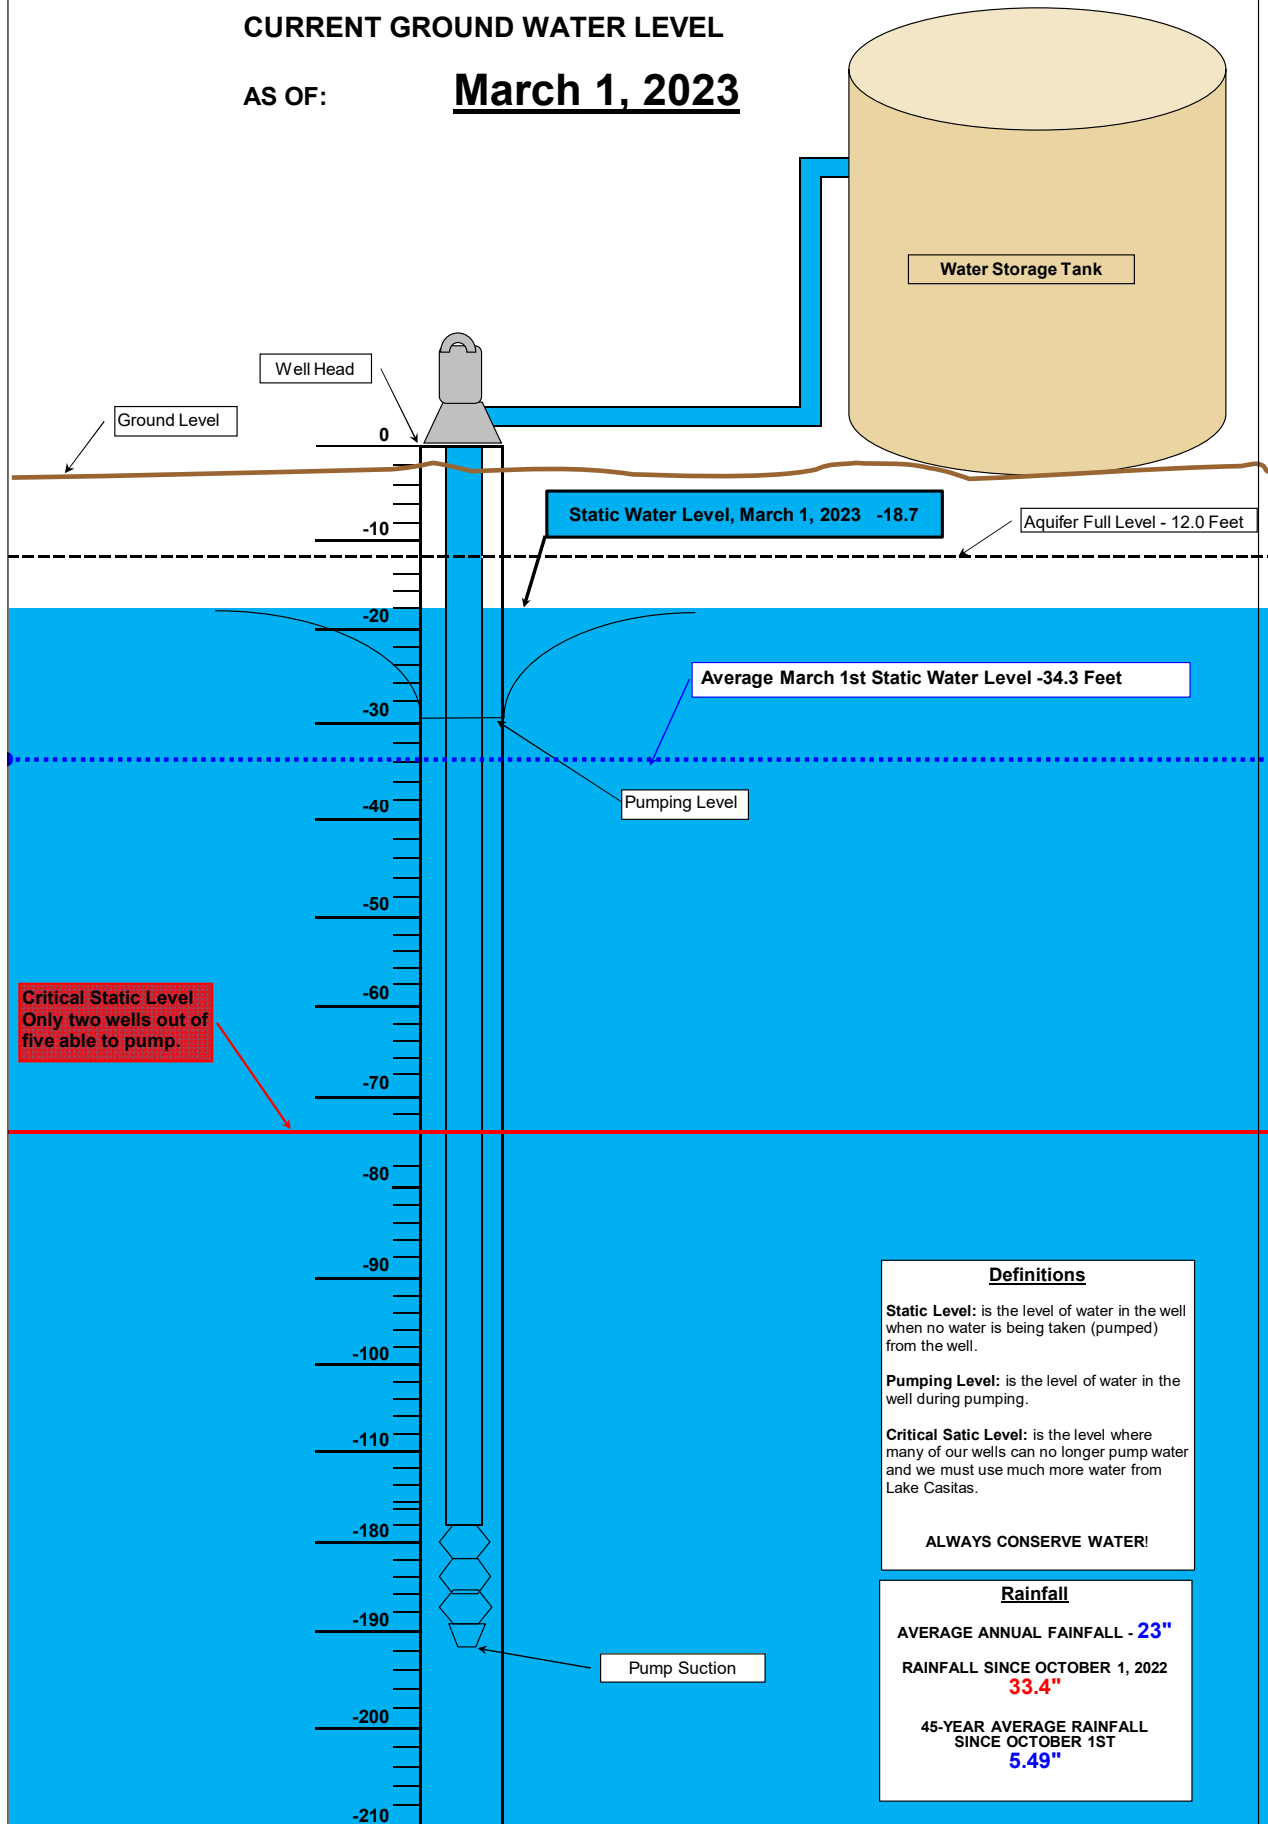 CURRENT GROUND WATER LEVEL
AS OF: March 1, 2023
Water Storage Tank
Well Head
Ground Level
0
Static Water Level, March 1, 2023 -18.7
Aquifer Full Level - 12.0 Feet
-10
-20
Average March 1st Static Water Level -34.3 Feet
-30
Pumping Level
-40
-50
-60
Critical Static Level
Only two wells out of
five able to pump.
-70
-80
-90
-100
-110
-180
-190
Pump Suction
-200
-210
Definitions
Static Level: is the level of water in the well
when no water is being taken (pumped)
from the well.
Pumping Level: is the level of water in the
well during pumping.
Critical Satic Level: is the level where
many of our wells can no longer pump water
and we must use much more water from
Lake Casitas.
ALWAYS CONSERVE WATER!
Rainfall
AVERAGE ANNUAL FAINFALL - 23"
RAINFALL SINCE OCTOBER 1, 2022
33.4"
45-YEAR AVERAGE RAINFALL
SINCE OCTOBER 1ST
5.49"